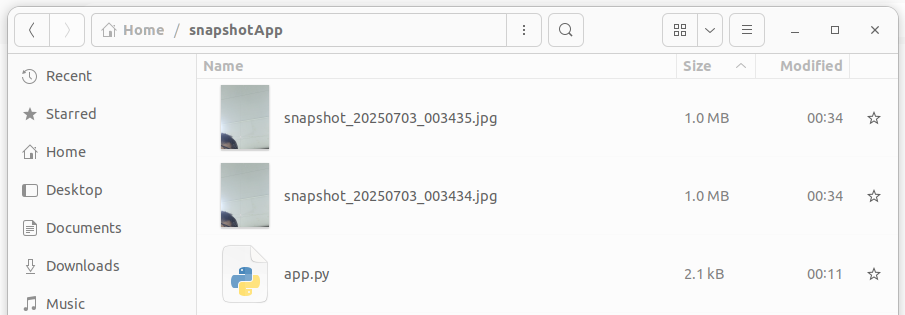 Home / snapshotApp
Recent
Starred
Home
Desktop
Documents
Downloads
Music
Name Size Modified
snapshot_20250703_003435.jpg 1.0 MB 00:34
snapshot_20250703_003434.jpg 1.0 MB 00:34
app.py 2.1 kB 00:11